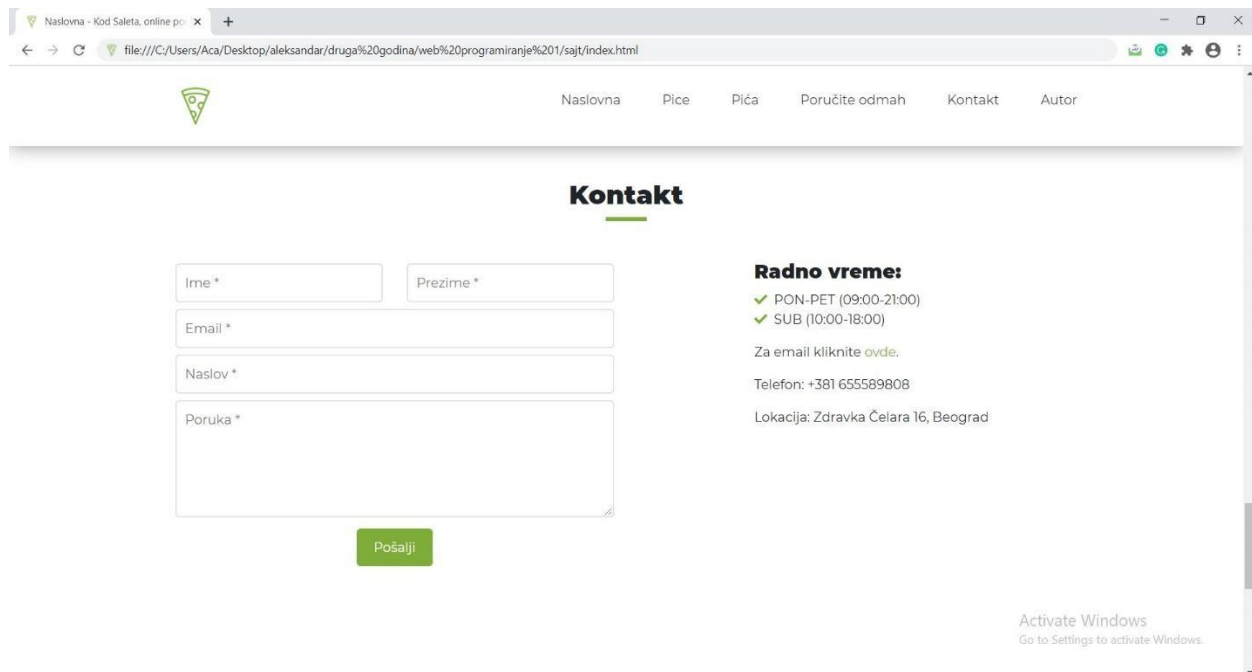 Naslovna - Kod Saleta, online po
file:///C:/Users/Aca/Desktop/aleksandar/druga%20godina/web%20programiranje%201/sajt/index.html
Naslovna Pice Pića Poručite odmah Kontakt Autor
Kontakt
Ime * Prezime *
Email *
Naslov *
Poruka *
Pošalji
Radno vreme:
PON-PET (09:00-21:00)
SUB (10:00-18:00)
Za email kliknite ovde.
Telefon: +381 655589808
Lokacija: Zdravka Čelara 16, Beograd
Activate Windows
Go to Settings to activate Windows.